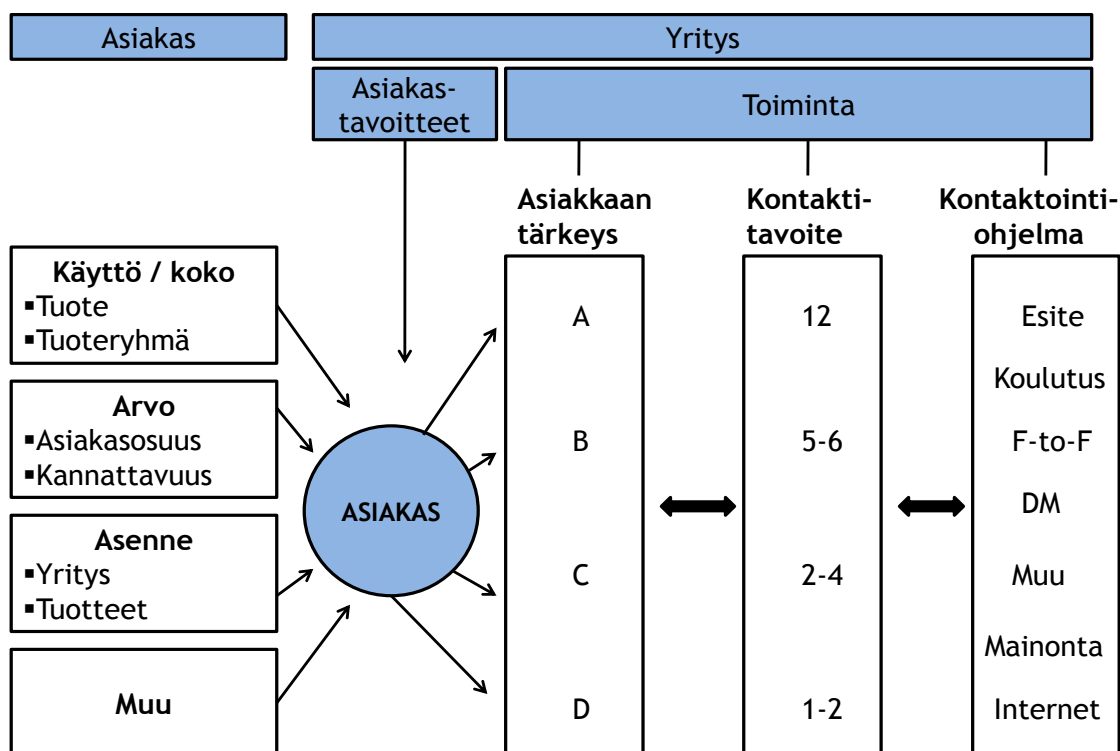 Asiakas
Yritys
Asiakas-
tavoitteet
Toiminta
Käyttö / koko
▪Tuote
▪Tuoteryhmä
Arvo
▪Asiakasosuus
▪Kannattavuus
Asenne
▪Yritys
▪Tuotteet
Muu
ASIAKAS
Asiakkaan
tärkeys
A
B
C
D
Kontakti-
tavoite
12
5-6
2-4
1-2
Kontaktointi-
ohjelma
Esite
Koulutus
F-to-F
DM
Muu
Mainonta
Internet